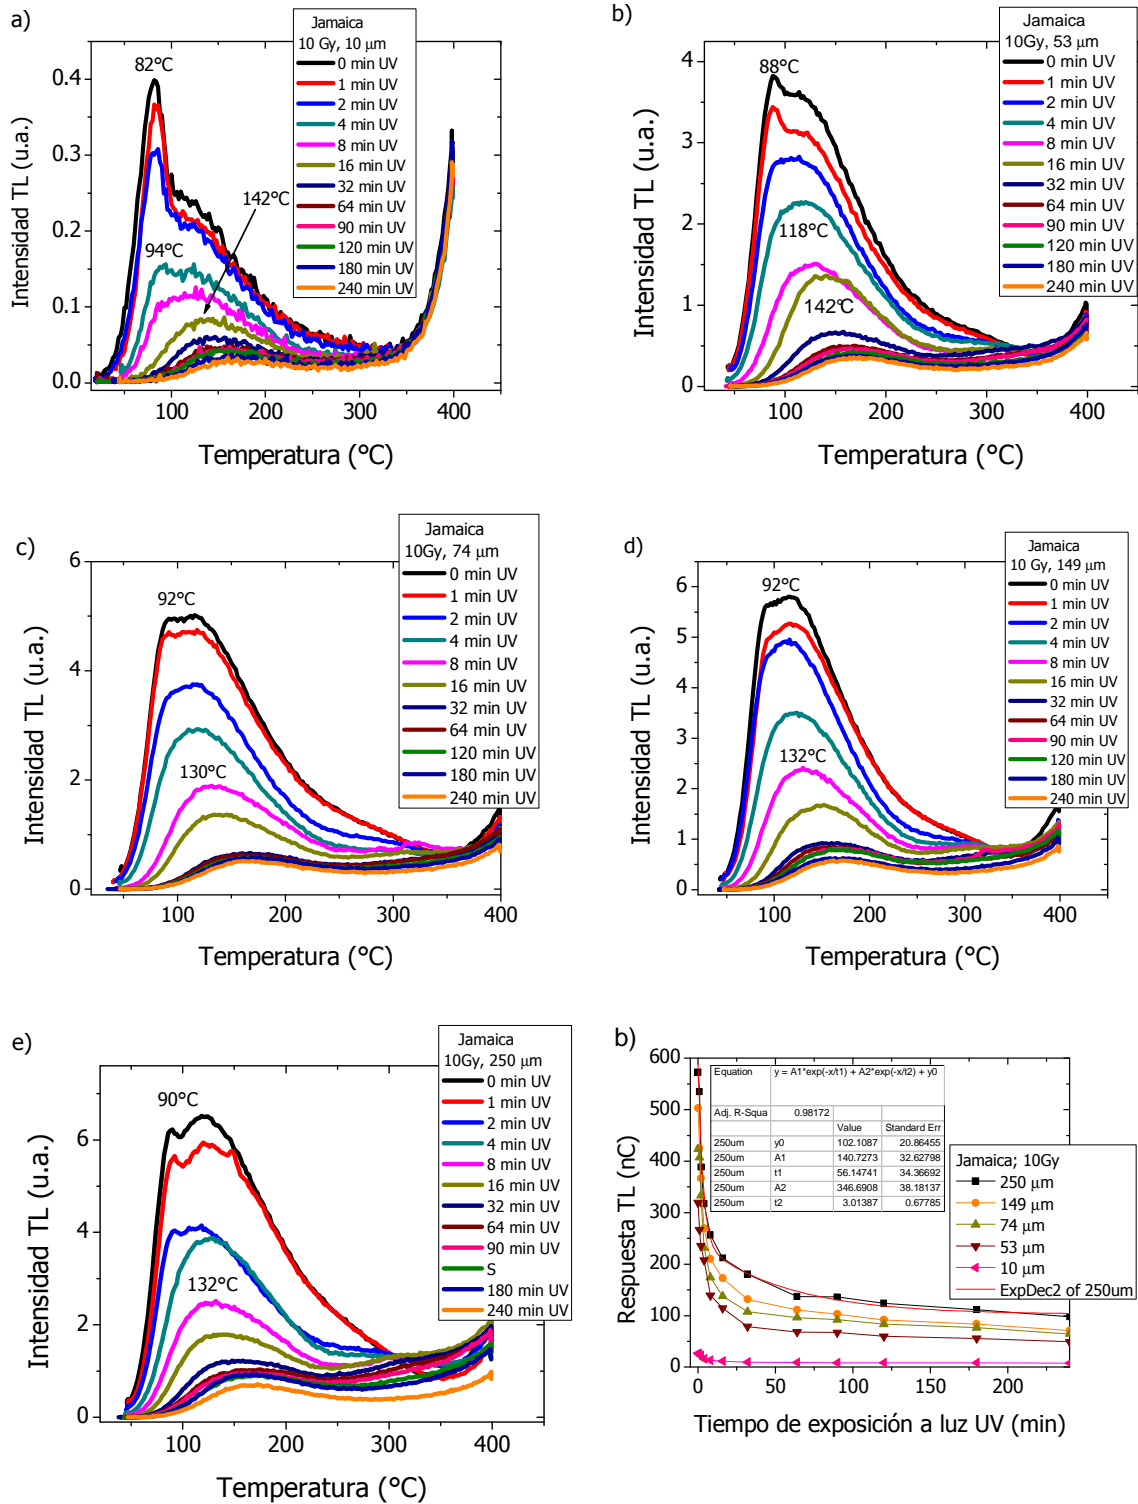 a)
Jamaica
10 Gy, 10 μm
0 min UV
1 min UV
2 min UV
4 min UV
8 min UV
16 min UV
32 min UV
64 min UV
90 min UV
120 min UV
180 min UV
240 min UV
82°C
94°C
142°C
0.4
0.3
0.2
0.1
0.0
Intensidad TL (u.a.)
100 200 300 400
Temperatura (°C)
b)
Jamaica
10Gy, 53 μm
0 min UV
1 min UV
2 min UV
4 min UV
8 min UV
16 min UV
32 min UV
64 min UV
90 min UV
120 min UV
180 min UV
240 min UV
88°C
118°C
142°C
4
3
2
1
0
Intensidad TL (u.a.)
100 200 300 400
Temperatura (°C)
c)
Jamaica
10Gy, 74 μm
0 min UV
1 min UV
2 min UV
4 min UV
8 min UV
16 min UV
32 min UV
64 min UV
120 min UV
180 min UV
240 min UV
92°C
130°C
6
4
2
0
Intensidad TL (u.a.)
100 200 300 400
Temperatura (°C)
d)
Jamaica
10 Gy, 149 μm
0 min UV
1 min UV
2 min UV
4 min UV
8 min UV
16 min UV
32 min UV
64 min UV
90 min UV
120 min UV
180 min UV
240 min UV
92°C
132°C
6
5
4
3
2
1
0
Intensidad TL (u.a.)
100 200 300 400
Temperatura (°C)
e)
Jamaica
10Gy, 250 μm
0 min UV
1 min UV
2 min UV
4 min UV
8 min UV
16 min UV
32 min UV
64 min UV
90 min UV
S
180 min UV
240 min UV
90°C
132°C
6
4
2
0
Intensidad TL (u.a.)
100 200 300 400
Temperatura (°C)
b)
Equation y = A1*exp(-x/t1) + A2*exp(-x/t2) + y0
Adj. R-Squa 0.98172
Value Standard Err
250um y0 102.1087 20.86455
250um A1 140.7273 32.62798
250um t1 56.14741 34.36692
250um A2 346.6908 38.18137
250um t2 3.01387 0.67785
Jamaica; 10Gy
250 μm
149 μm
74 μm
53 μm
10 μm
ExpDec2 of 250um
600
500
400
300
200
100
0
Respuesta TL (nC)
0 50 100 150 200
Tiempo de exposición a luz UV (min)